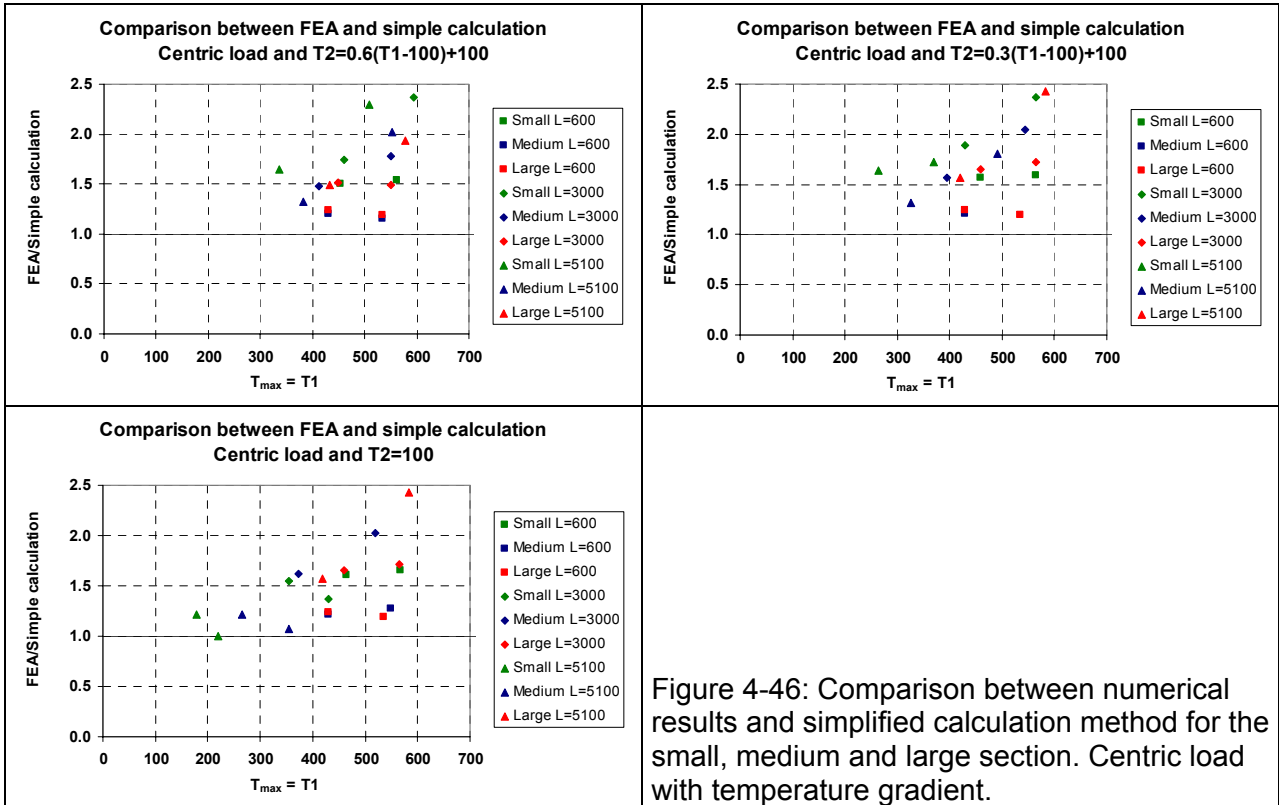 Comparison between FEA and simple calculation
Centric load and T2=0.6(T1-100)+100
FEA/Simple calculation
2.5
2.0
1.5
1.0
0.5
0.0
0 100 200 300 400 500 600 700
Tmax = T1
Small L=600
Medium L=600
Large L=600
Small L=3000
Medium L=3000
Large L=3000
Small L=5100
Medium L=5100
Large L=5100
Comparison between FEA and simple calculation
Centric load and T2=0.3(T1-100)+100
FEA/Simple calculation
2.5
2.0
1.5
1.0
0.5
0.0
0 100 200 300 400 500 600 700
Tmax = T1
Small L=600
Medium L=600
Large L=600
Small L=3000
Medium L=3000
Large L=3000
Small L=5100
Medium L=5100
Large L=5100
Comparison between FEA and simple calculation
Centric load and T2=100
FEA/Simple calculation
2.5
2.0
1.5
1.0
0.5
0.0
0 100 200 300 400 500 600 700
Tmax = T1
Small L=600
Medium L=600
Large L=600
Small L=3000
Medium L=3000
Large L=3000
Small L=5100
Medium L=5100
Large L=5100
Figure 4-46: Comparison between numerical
results and simplified calculation method for the
small, medium and large section. Centric load
with temperature gradient.